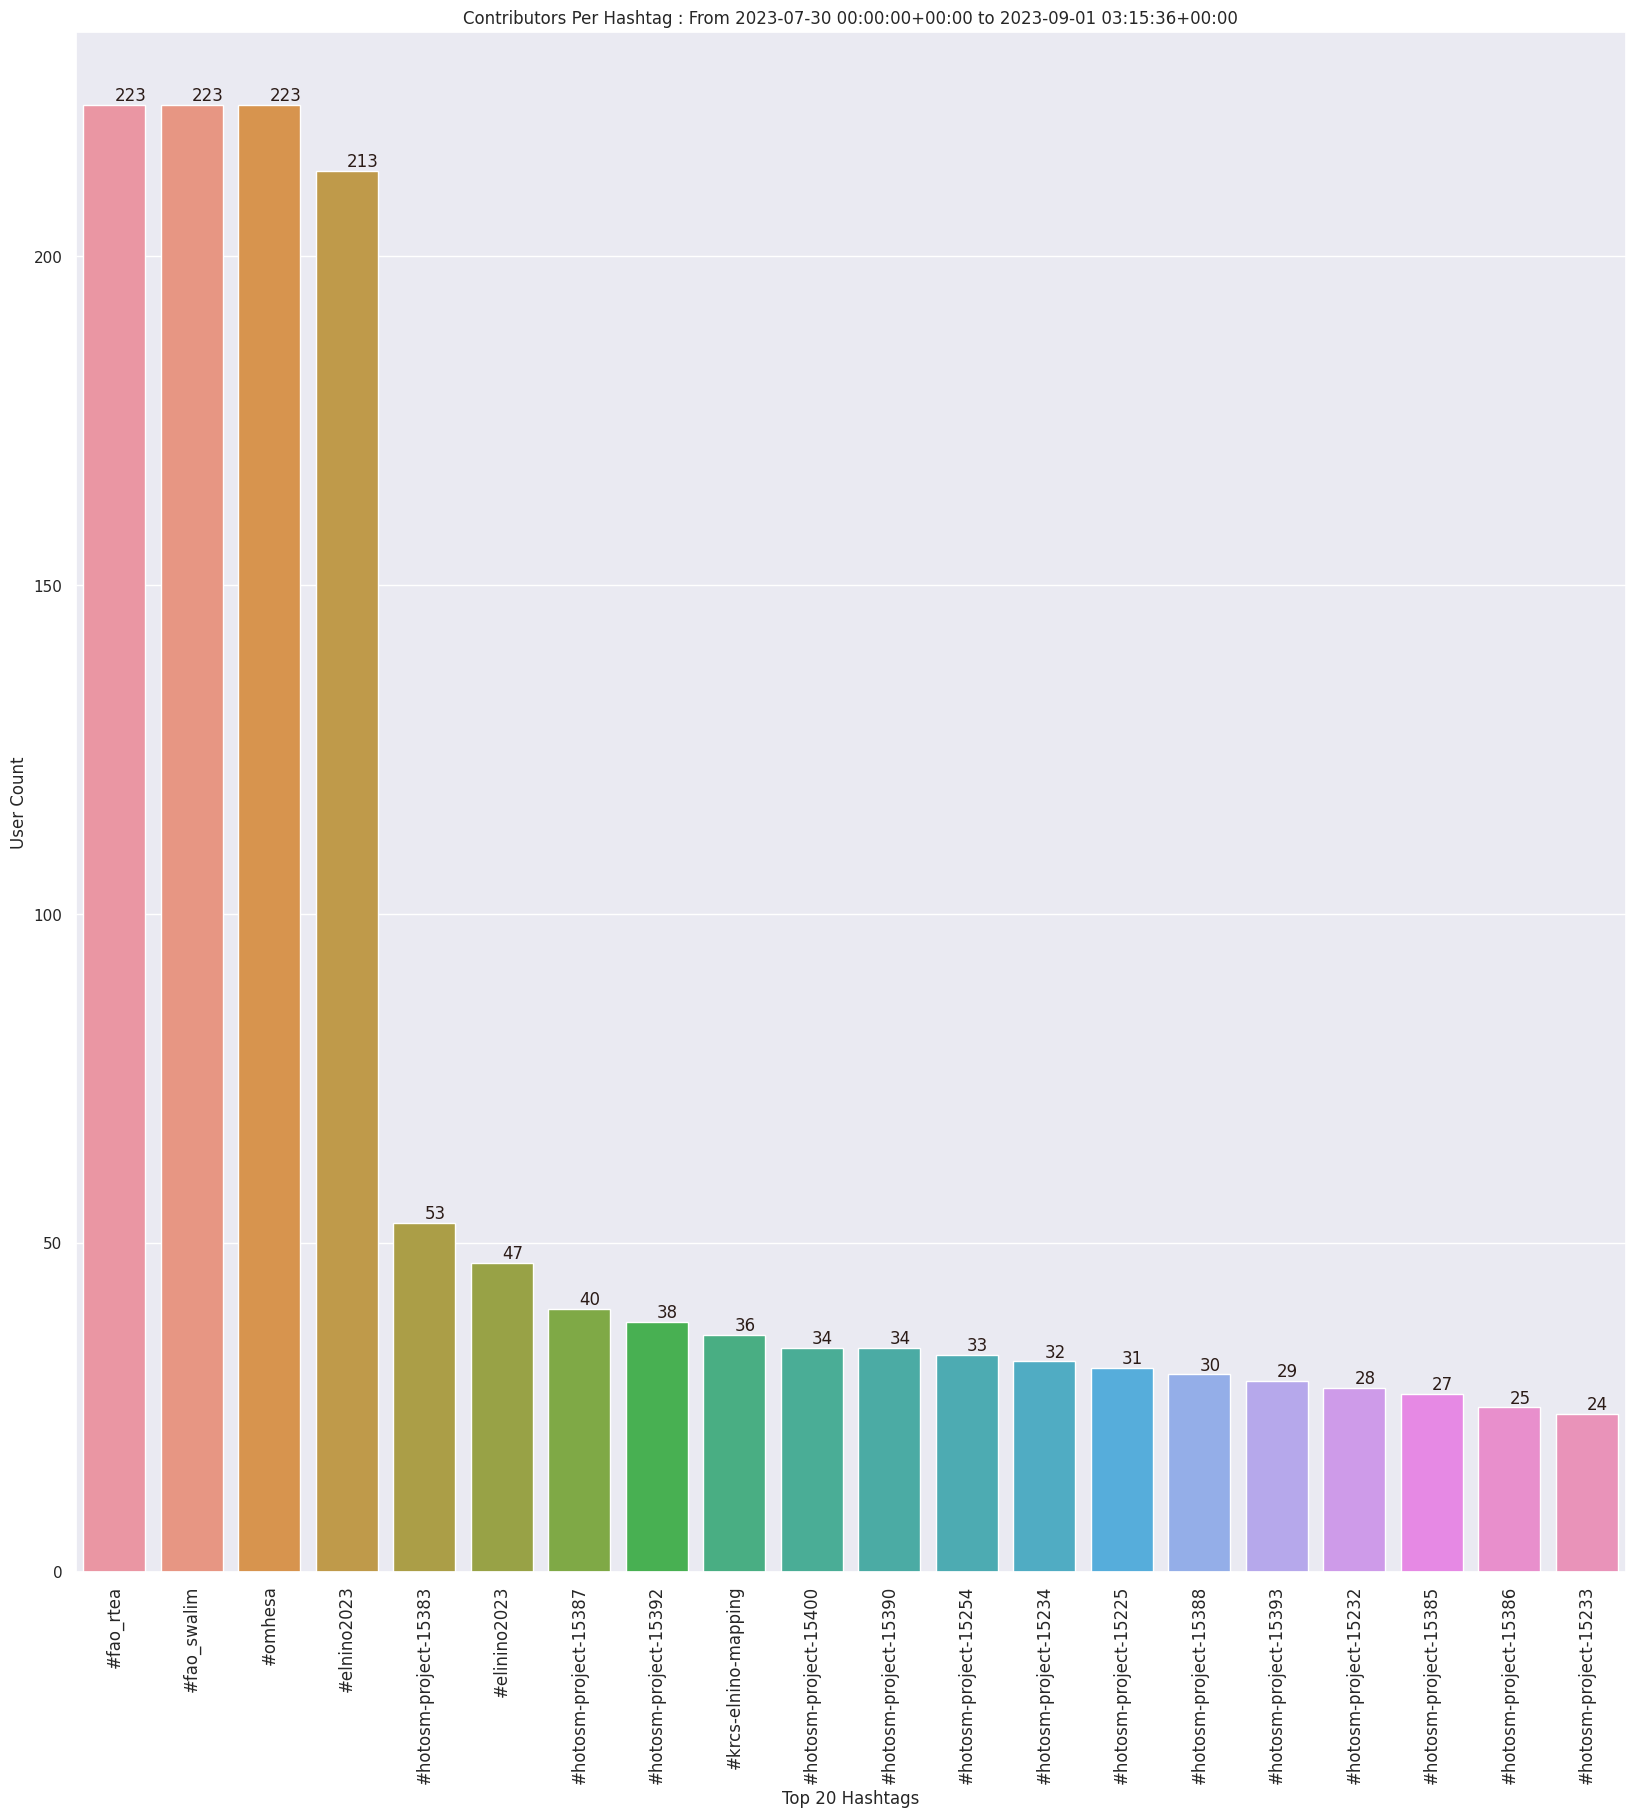 Contributors Per Hashtag : From 2023-07-30 00:00:00+00:00 to 2023-09-01 03:15:36+00:00
User Count
200
150
100
50
0
223
223
223
213
53
47
40
38
36
34
34
33
32
31
30
29
28
27
25
24
#fao_rtea
#fao_swalim
#omhesa
#elnino2023
#hotosm-project-15383
#elinino2023
#hotosm-project-15387
#hotosm-project-15392
#krcs-elnino-mapping
#hotosm-project-15400
#hotosm-project-15390
#hotosm-project-15254
#hotosm-project-15234
#hotosm-project-15225
#hotosm-project-15388
#hotosm-project-15393
#hotosm-project-15232
#hotosm-project-15385
#hotosm-project-15386
#hotosm-project-15233
Top 20 Hashtags